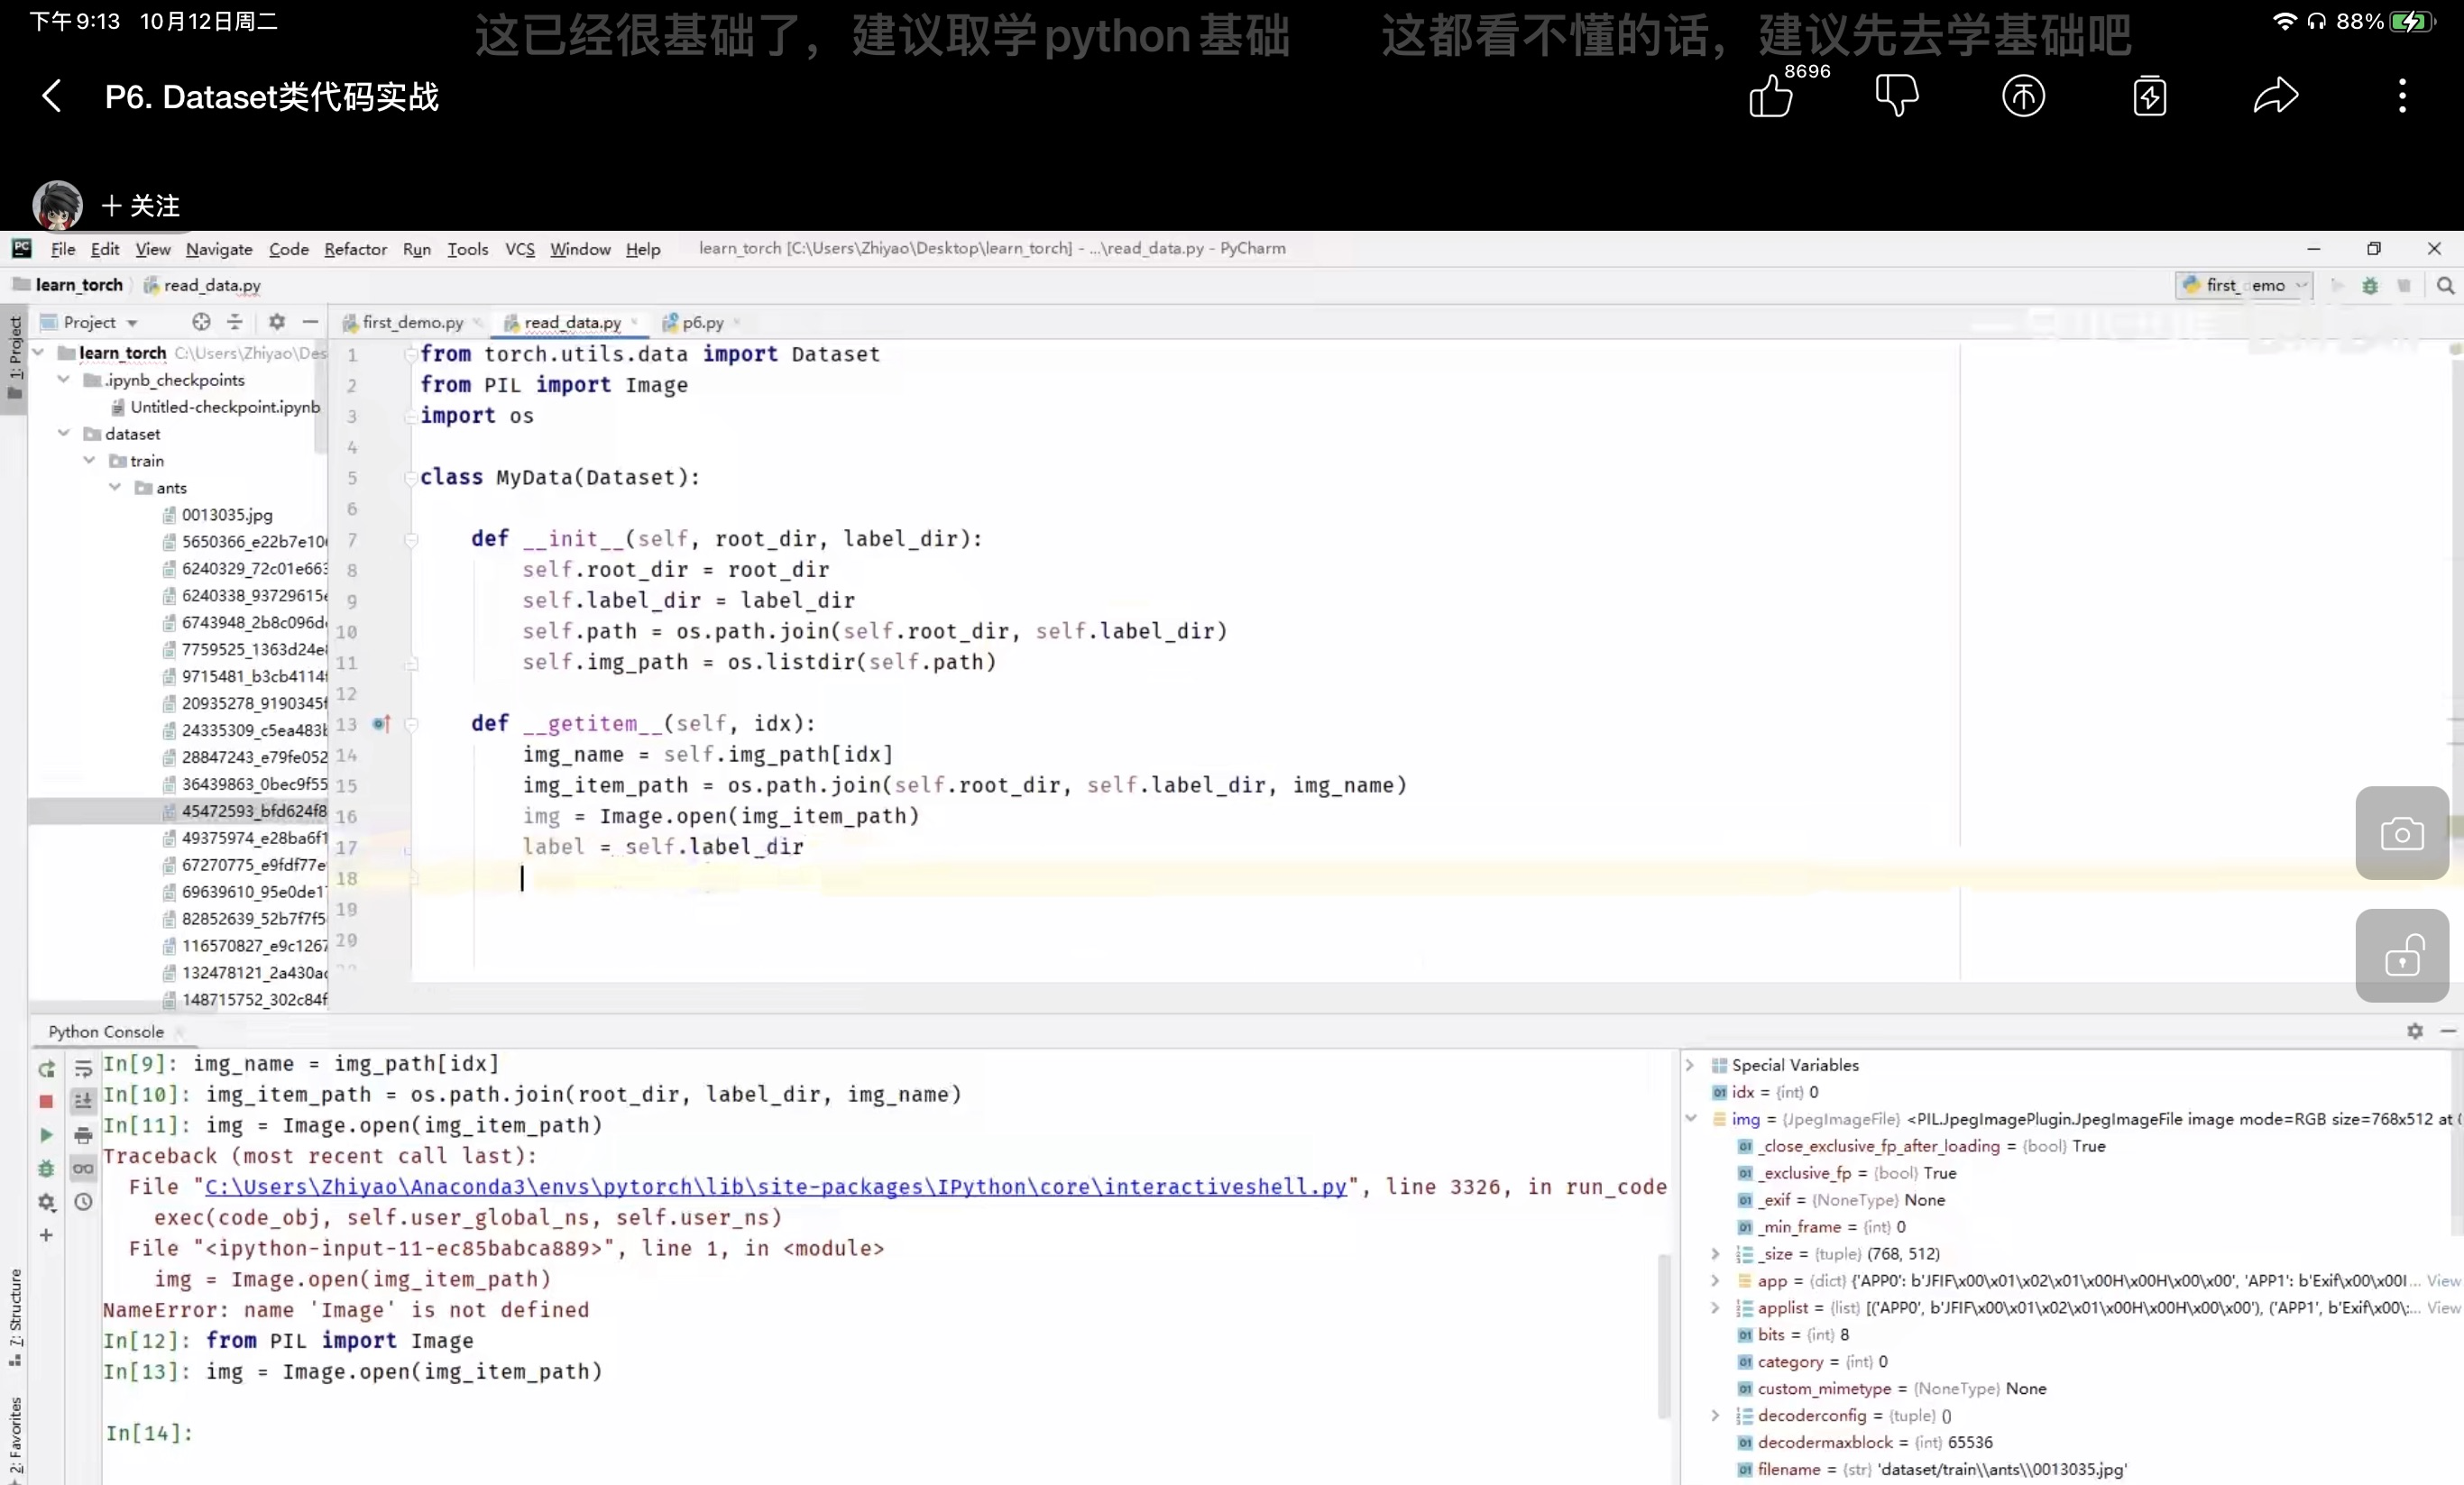 下午9:13 10月12日周二
这已经很基础了，建议取学python基础
这都看不懂的话，建议先去学基础吧
88%
P6. Dataset类代码实战
8696
+ 关注
File Edit View Navigate Code Refactor Run Tools VCS Window Help
learn_torch [C:\Users\Zhiyao\Desktop\learn_torch] - ...\read_data.py - PyCharm
learn_torch read_data.py
1: Project
Project
first_demo.py read_data.py p6.py
learn_torch C:\Users\Zhiyao\Des
.ipynb_checkpoints
Untitled-checkpoint.ipynb
dataset
train
ants
0013035.jpg
5650366_e22b7e10
6240329_72c01e663
6240338_93729615
6743948_2b8c096d
7759525_1363d24e
9715481_b3cb4114
20935278_9190345
24335309_c5ea483
28847243_e79fe052
36439863_0bec9f55
45472593_bfd624f8
49375974_e28ba6f1
67270775_e9fdf77e
69639610_95e0de1
82852639_52b7f7f5
116570827_e9c1267
132478121_2a430a
148715752_302c84f
1 from torch.utils.data import Dataset
2 from PIL import Image
3 import os
4
5 class MyData(Dataset):
6
7 def __init__(self, root_dir, label_dir):
8 self.root_dir = root_dir
9 self.label_dir = label_dir
10 self.path = os.path.join(self.root_dir, self.label_dir)
11 self.img_path = os.listdir(self.path)
12
13 def __getitem__(self, idx):
14 img_name = self.img_path[idx]
15 img_item_path = os.path.join(self.root_dir, self.label_dir, img_name)
16 img = Image.open(img_item_path)
17 label = self.label_dir
18
19
20
Python Console
In[9]: img_name = img_path[idx]
In[10]: img_item_path = os.path.join(root_dir, label_dir, img_name)
In[11]: img = Image.open(img_item_path)
Traceback (most recent call last):
File "C:\Users\Zhiyao\Anaconda3\envs\pytorch\lib\site-packages\IPython\core\interactiveshell.py", line 3326, in run_code
exec(code_obj, self.user_global_ns, self.user_ns)
File "<ipython-input-11-ec85babca889>", line 1, in <module>
img = Image.open(img_item_path)
NameError: name 'Image' is not defined
In[12]: from PIL import Image
In[13]: img = Image.open(img_item_path)
In[14]:
Special Variables
idx = {int} 0
img = {JpegImageFile} <PIL.JpegImagePlugin.JpegImageFile image mode=RGB size=768x512 at
_close_exclusive_fp_after_loading = {bool} True
_exclusive_fp = {bool} True
_exif = {NoneType} None
_min_frame = {int} 0
_size = {tuple} (768, 512)
app = {dict} {'APP0': b'JFIF\x00\x01\x02\x01\x00H\x00H\x00\x00', 'APP1': b'Exif\x00\x00I... View
applist = {list} [('APP0', b'JFIF\x00\x01\x02\x01\x00H\x00H\x00\x00'), ('APP1', b'Exif\x00\... View
bits = {int} 8
category = {int} 0
custom_mimetype = {NoneType} None
decoderconfig = {tuple} ()
decodermaxblock = {int} 65536
filename = {str} 'dataset/train\\ants\\0013035.jpg'
7: Structure
2: Favorites